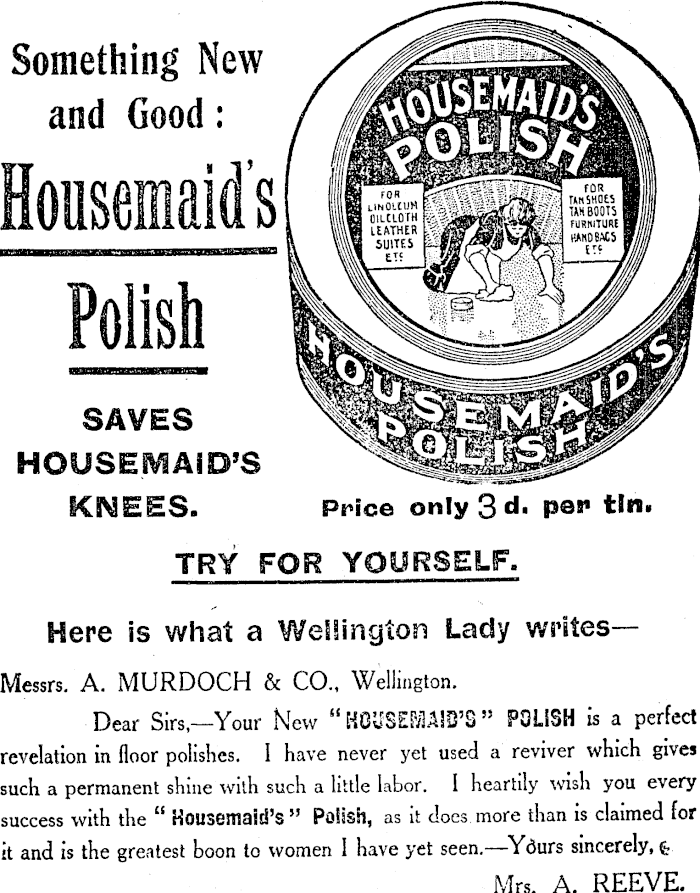 Something New
and Good:
Housemaid's
Polish
SAVES
HOUSEMAID'S
KNEES.
HOUSEMAID'S
POLISH
FOR
LINOLEUM
OILCLOTH
LEATHER
SUITES
ETC
FOR
TAN SHOES
TAN BOOTS
FURNITURE
HANDBAGS
ETC
HOUSEMAID'S
POLISH
Price only 3d. per tin.
TRY FOR YOURSELF.
Here is what a Wellington Lady writes—
Messrs. A. MURDOCH & CO., Wellington.
Dear Sirs,—Your New "HOUSEMAID'S" POLISH is a perfect
revelation in floor polishes. I have never yet used a reviver which gives
such a permanent shine with such a little labor. I heartily wish you every
success with the "Housemaid's" Polish, as it does more than is claimed for
it and is the greatest boon to women I have yet seen.—Yours sincerely,
Mrs. A. REEVE.